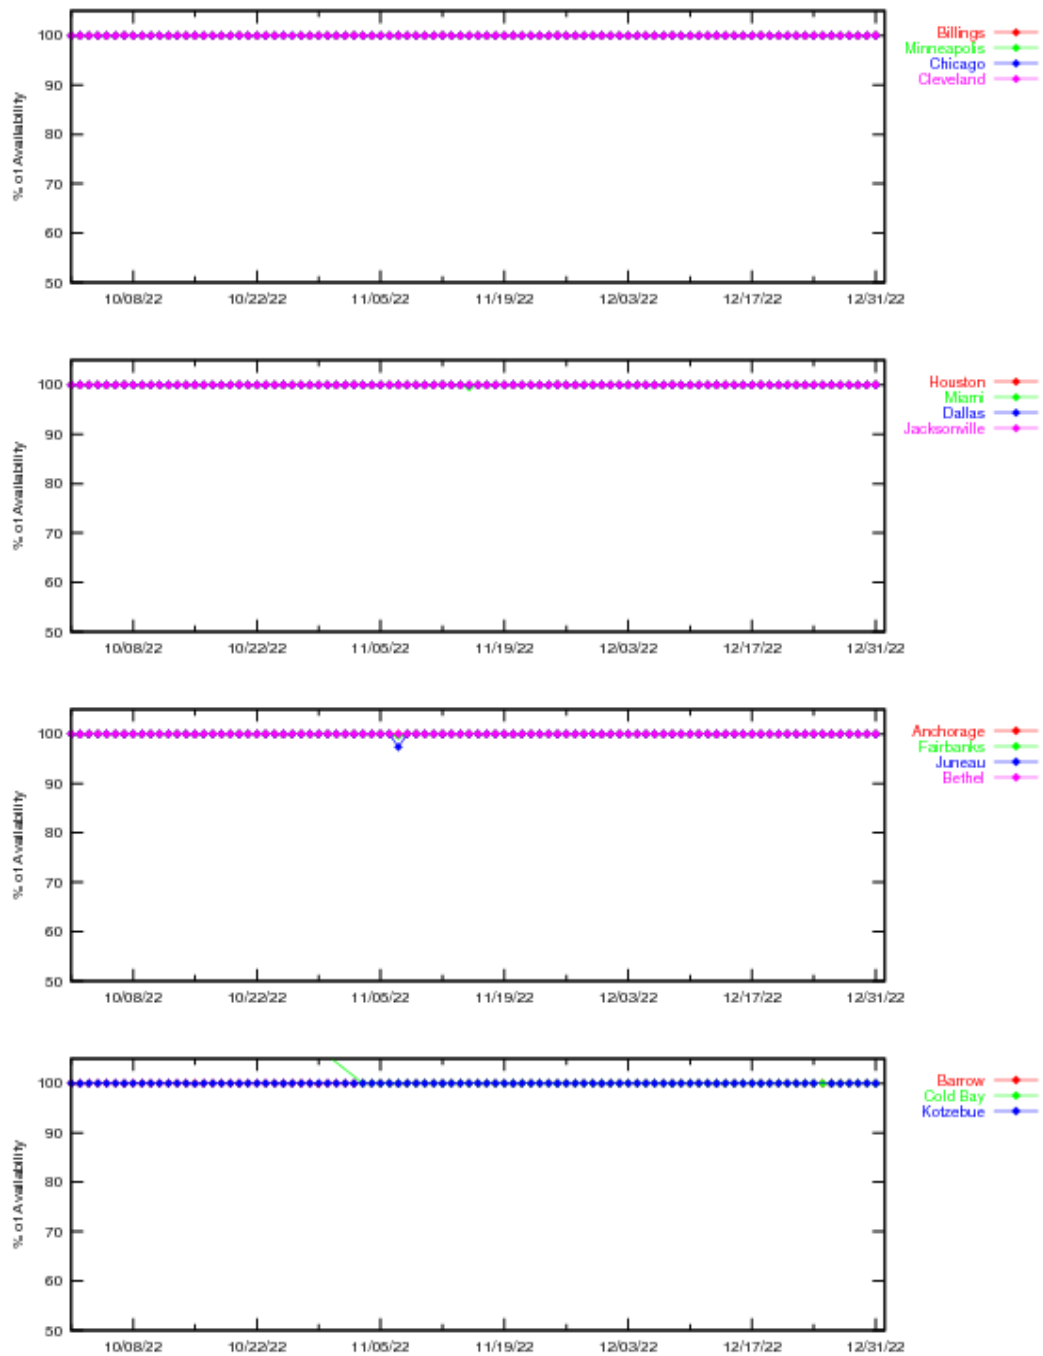 100
90
80
70
60
50
% of Availability
10/08/22 10/22/22 11/05/22 11/19/22 12/03/22 12/17/22 12/31/22
Billings
Minneapolis
Chicago
Cleveland
100
90
80
70
60
50
% of Availability
10/08/22 10/22/22 11/05/22 11/19/22 12/03/22 12/17/22 12/31/22
Houston
Miami
Dallas
Jacksonville
100
90
80
70
60
50
% of Availability
10/08/22 10/22/22 11/05/22 11/19/22 12/03/22 12/17/22 12/31/22
Anchorage
Fairbanks
Juneau
Bethel
100
90
80
70
60
50
% of Availability
10/08/22 10/22/22 11/05/22 11/19/22 12/03/22 12/17/22 12/31/22
Barrow
Cold Bay
Kotzebue